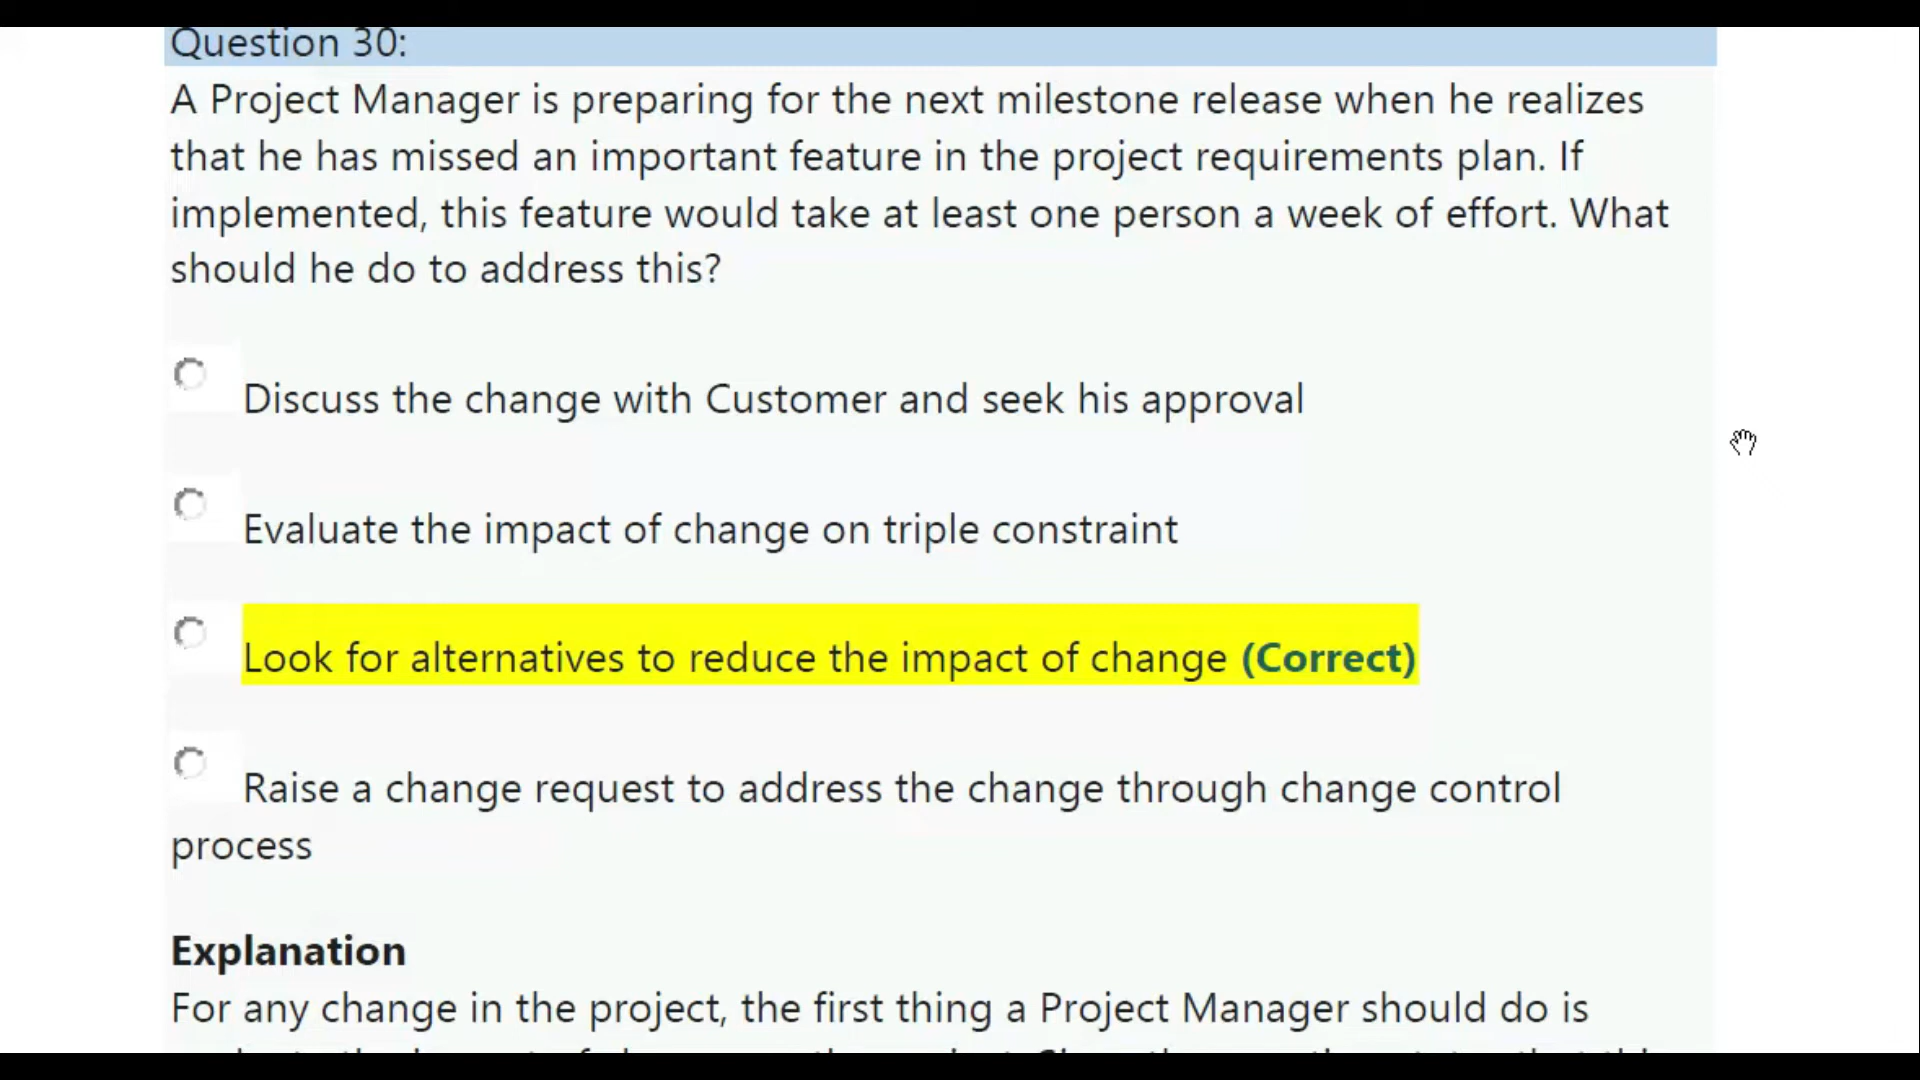 Question 30:
A Project Manager is preparing for the next milestone release when he realizes
that he has missed an important feature in the project requirements plan. If
implemented, this feature would take at least one person a week of effort. What
should he do to address this?
Discuss the change with Customer and seek his approval
Evaluate the impact of change on triple constraint
Look for alternatives to reduce the impact of change (Correct)
Raise a change request to address the change through change control
process
Explanation
For any change in the project, the first thing a Project Manager should do is